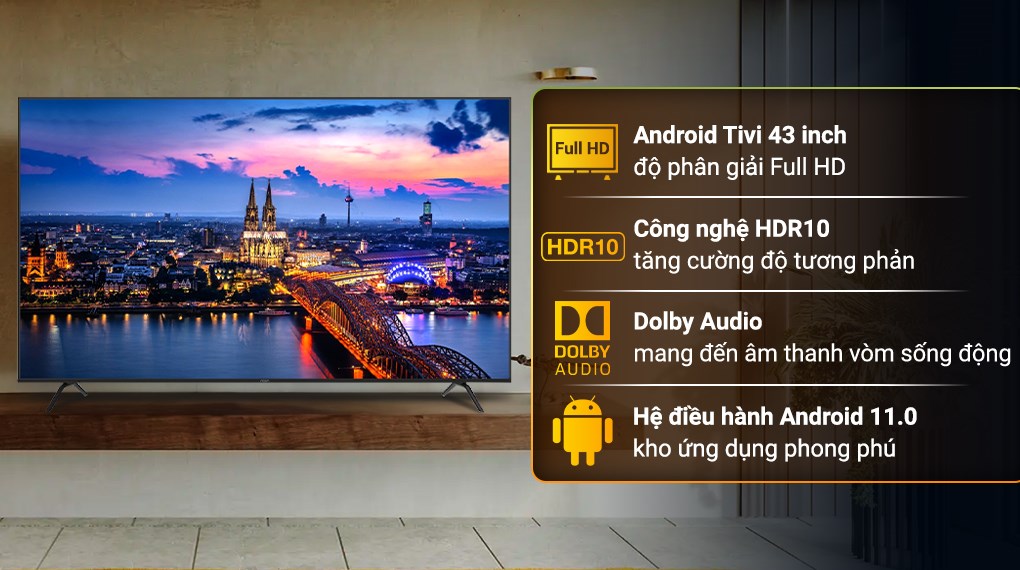 Full HD
Android Tivi 43 inch
độ phân giải Full HD
HDR10
Công nghệ HDR10
tăng cường độ tương phản
DOLBY
AUDIO
Dolby Audio
mang đến âm thanh vòm sống động
Hệ điều hành Android 11.0
kho ứng dụng phong phú